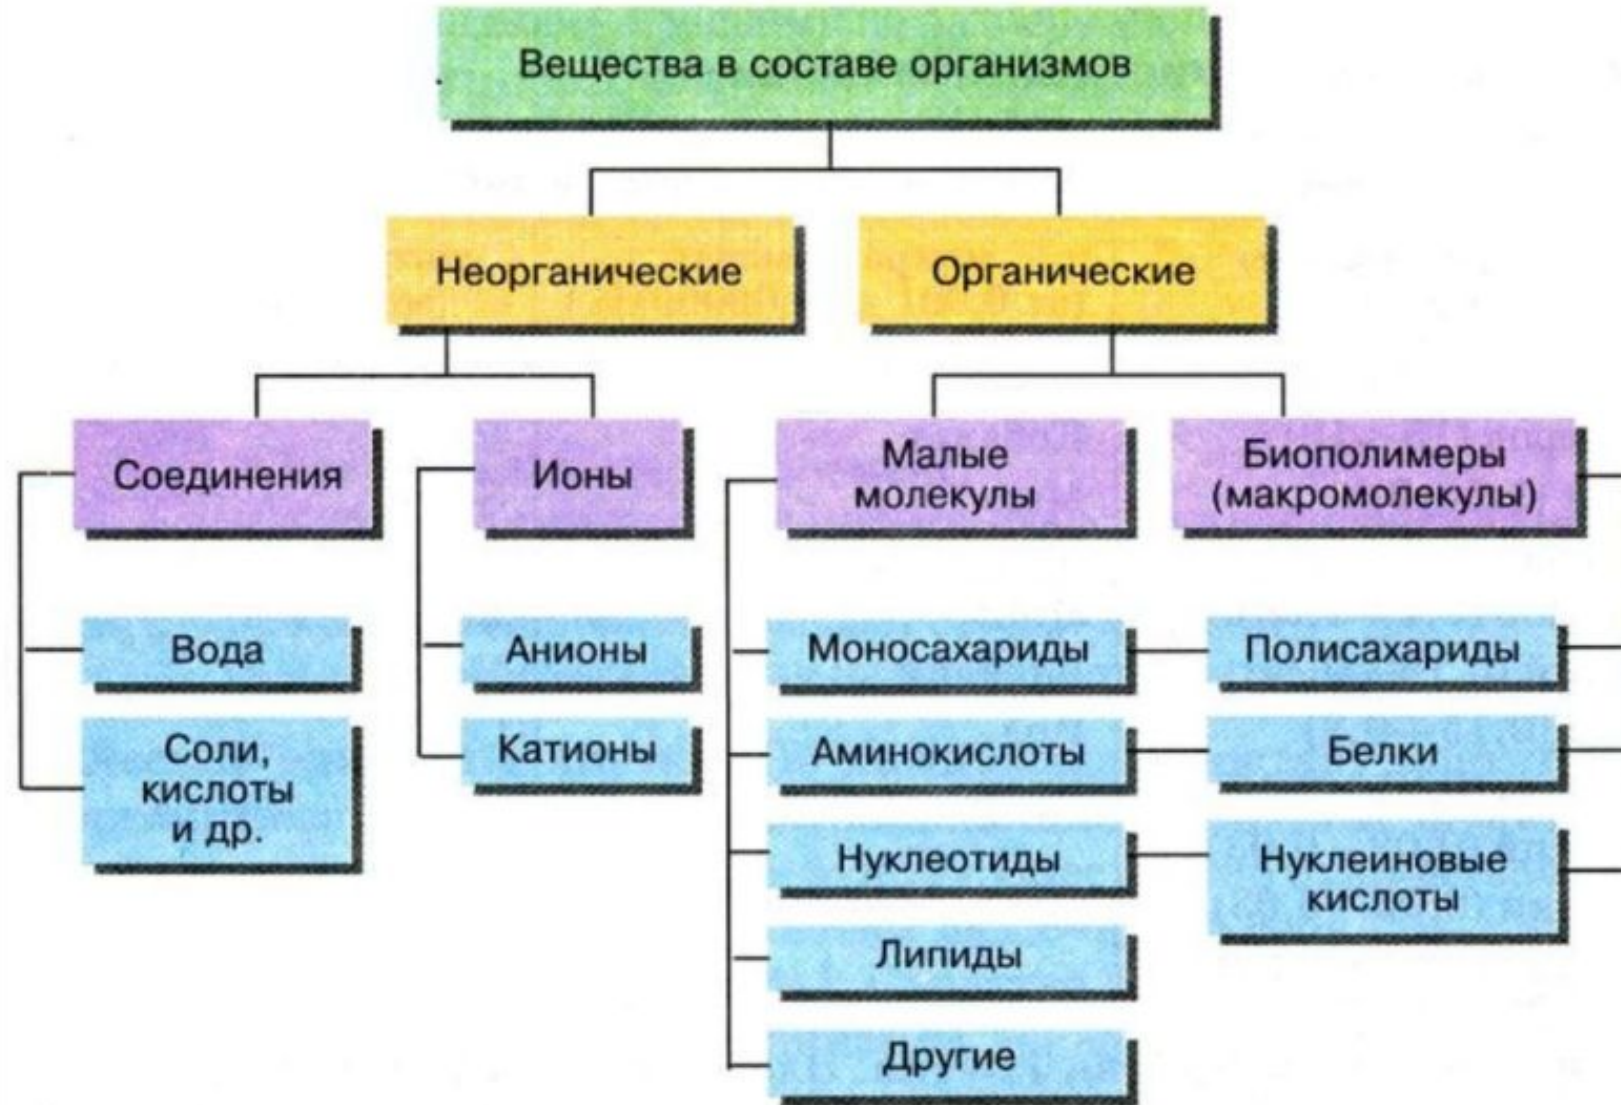 Вещества в составе организмов
Неорганические
Органические
Соединения
Ионы
Малые
молекулы
Биополимеры
(макромолекулы)
Вода
Анионы
Моносахариды
Полисахариды
Соли,
кислоты
и др.
Катионы
Аминокислоты
Белки
Нуклеотиды
Нуклеиновые
кислоты
Липиды
Другие